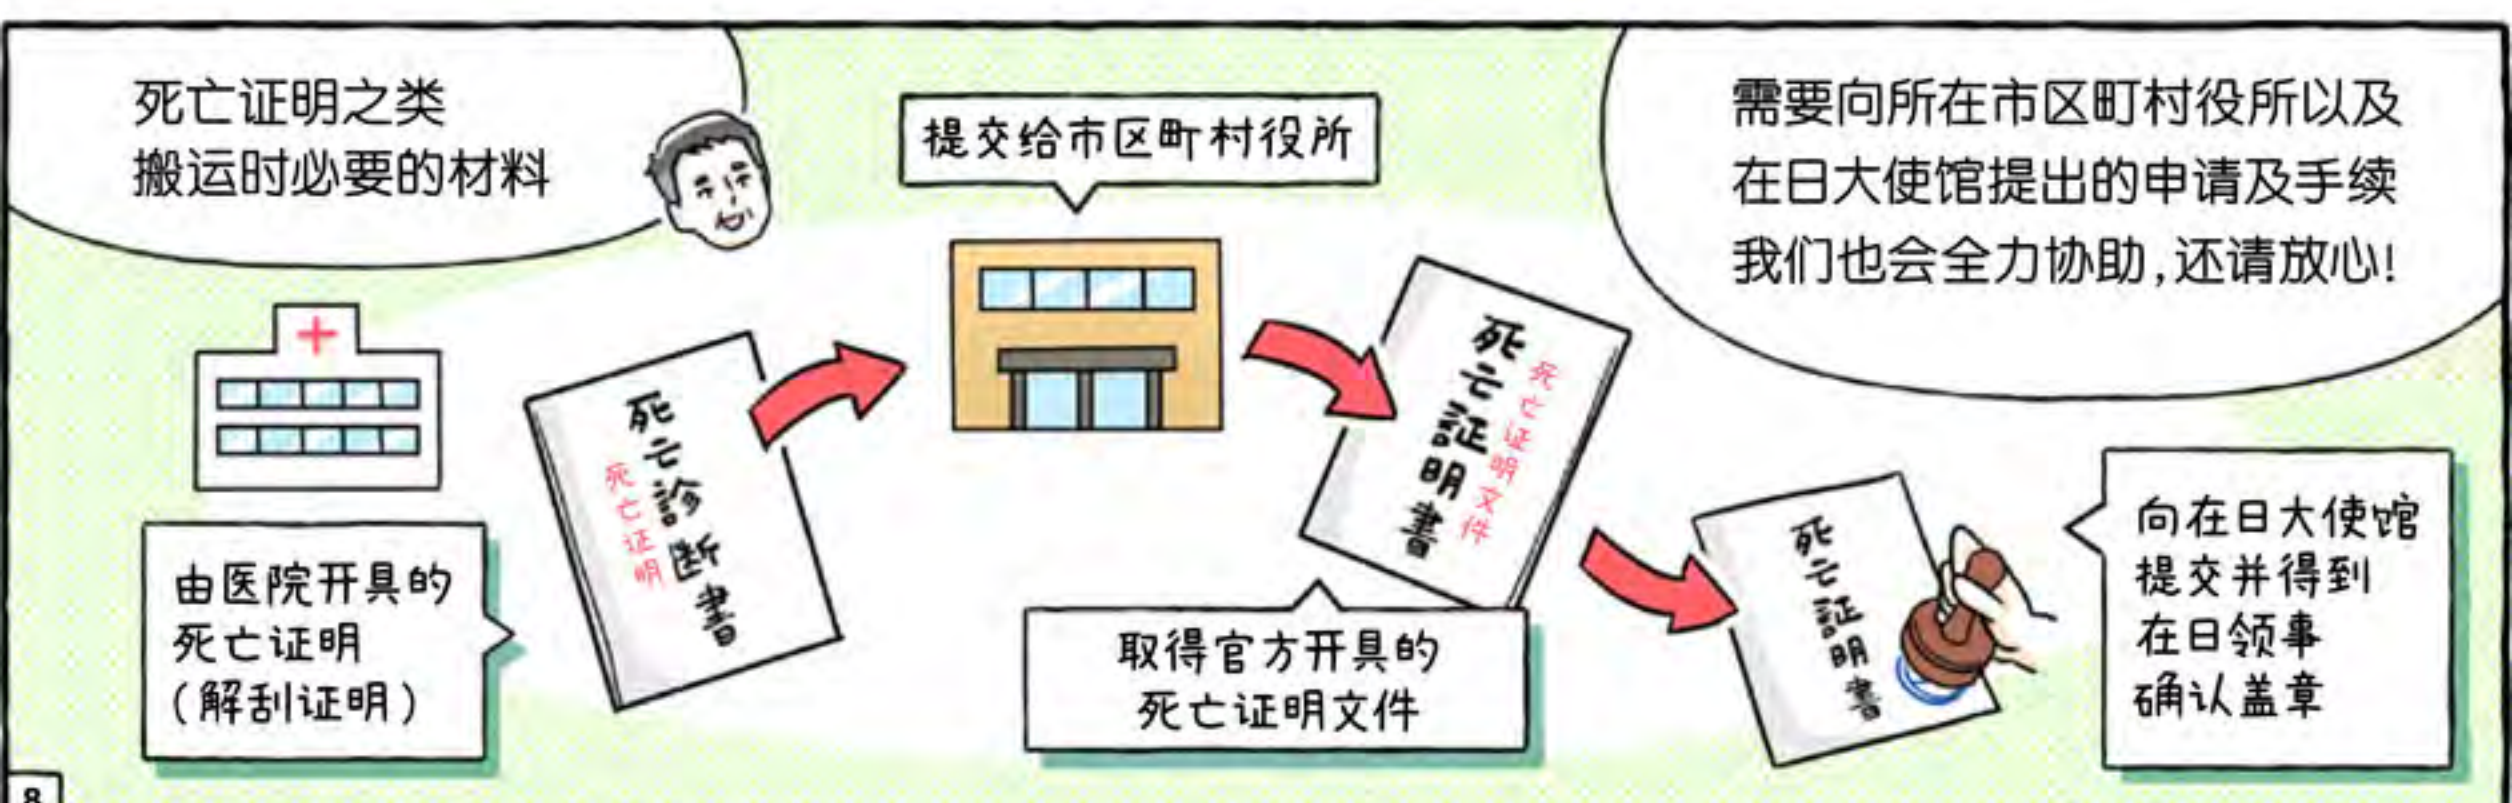 死亡证明之类
搬运时必要的材料
提交给市区町村役所
需要向所在市区町村役所以及
在日大使馆提出的申请及手续
我们也会全力协助,还请放心!
由医院开具的
死亡证明
(解刮证明)
死亡診断書
死亡证明
死亡証明書
死亡证明文件
取得官方开具的
死亡证明文件
死亡証明書
向在日大使馆
提交并得到
在日领事
确认盖章
8